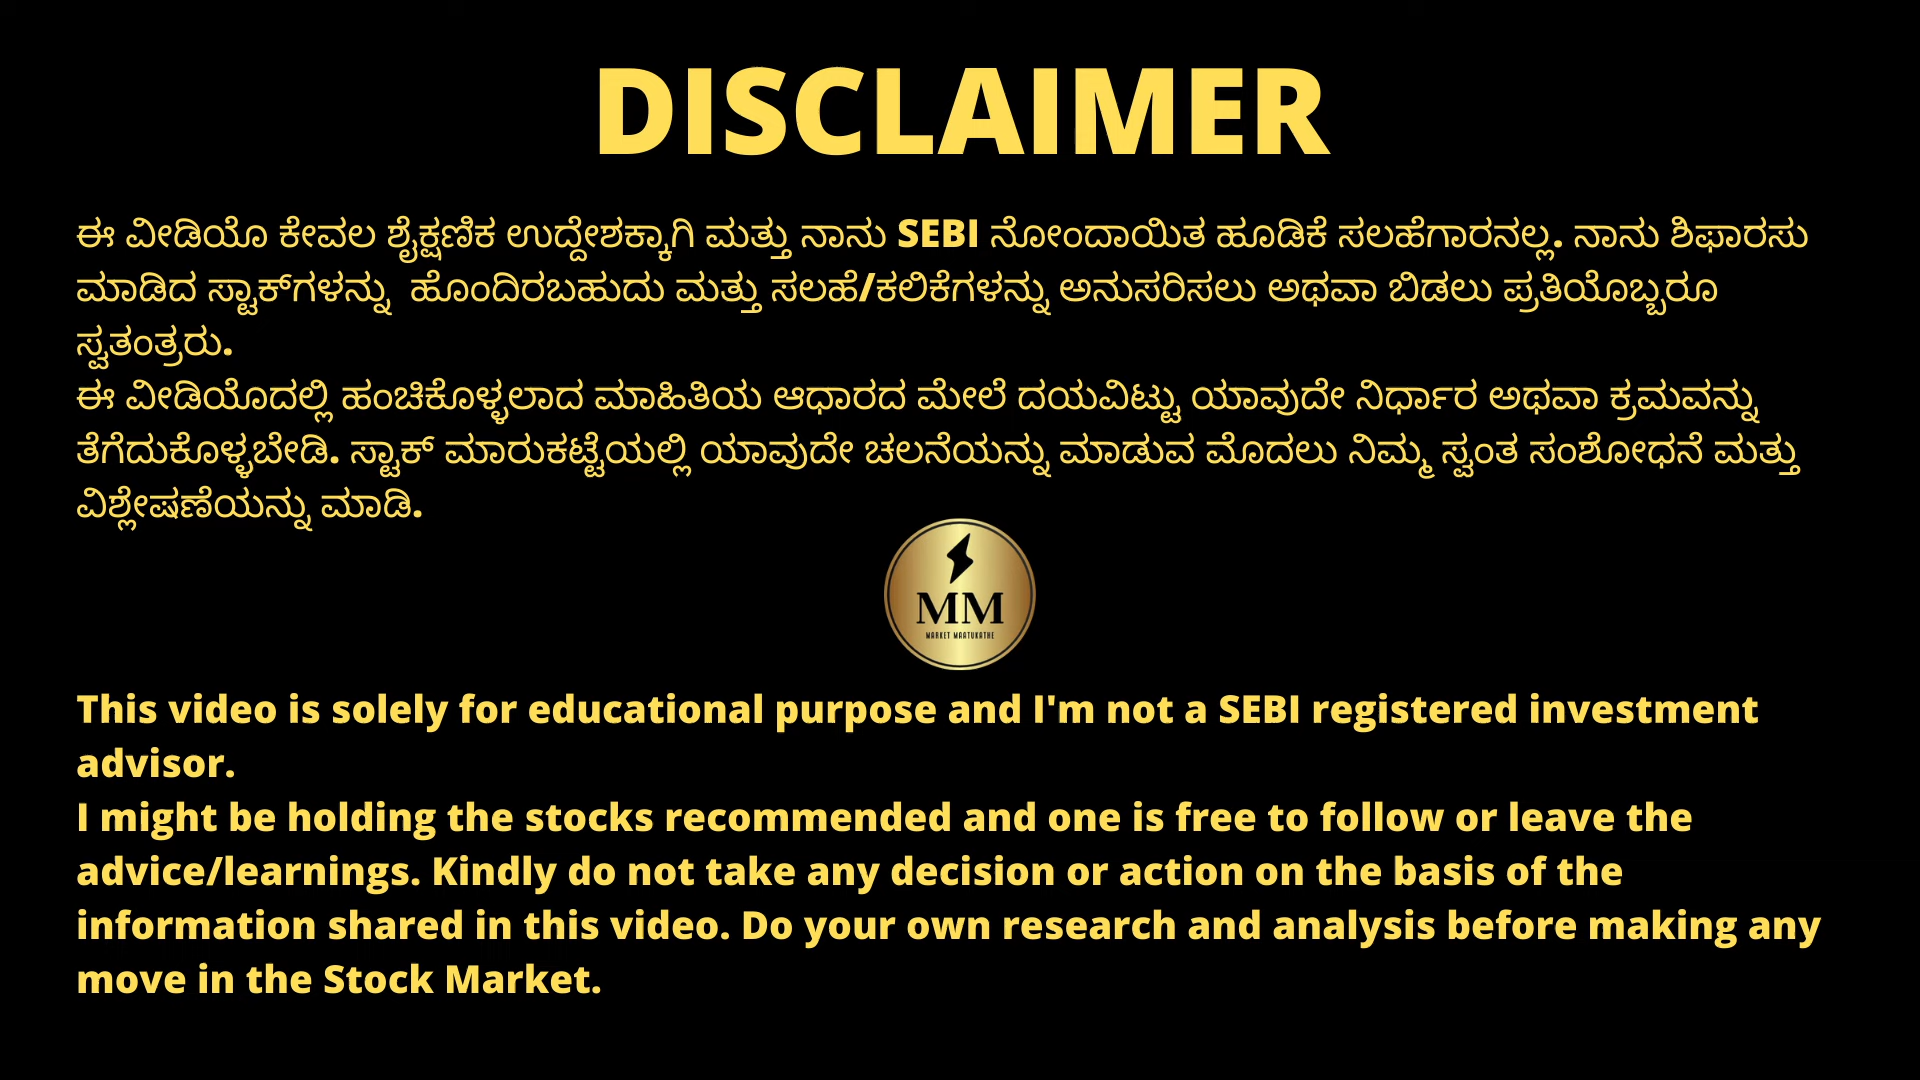 DISCLAIMER
ಈ ವೀಡಿಯೊ ಕೇವಲ ಶೈಕ್ಷಣಿಕ ಉದ್ದೇಶಕ್ಕಾಗಿ ಮತ್ತು ನಾನು SEBI ನೋಂದಾಯಿತ ಹೂಡಿಕೆ ಸಲಹೆಗಾರನಲ್ಲ. ನಾನು ಶಿಫಾರಸು
ಮಾಡಿದ ಸ್ಟಾಕ್‌ಗಳನ್ನು ಹೊಂದಿರಬಹುದು ಮತ್ತು ಸಲಹೆ/ಕಲಿಕೆಗಳನ್ನು ಅನುಸರಿಸಲು ಅಥವಾ ಬಿಡಲು ಪ್ರತಿಯೊಬ್ಬರೂ
ಸ್ವತಂತ್ರರು.
ಈ ವೀಡಿಯೊದಲ್ಲಿ ಹಂಚಿಕೊಳ್ಳಲಾದ ಮಾಹಿತಿಯ ಆಧಾರದ ಮೇಲೆ ದಯವಿಟ್ಟು ಯಾವುದೇ ನಿರ್ಧಾರ ಅಥವಾ ಕ್ರಮವನ್ನು
ತೆಗೆದುಕೊಳ್ಳಬೇಡಿ. ಸ್ಟಾಕ್ ಮಾರುಕಟ್ಟೆಯಲ್ಲಿ ಯಾವುದೇ ಚಲನೆಯನ್ನು ಮಾಡುವ ಮೊದಲು ನಿಮ್ಮ ಸ್ವಂತ ಸಂಶೋಧನೆ ಮತ್ತು
ವಿಶ್ಲೇಷಣೆಯನ್ನು ಮಾಡಿ.
MM
MARKET MAATUKATHE
This video is solely for educational purpose and I'm not a SEBI registered investment
advisor.
I might be holding the stocks recommended and one is free to follow or leave the
advice/learnings. Kindly do not take any decision or action on the basis of the
information shared in this video. Do your own research and analysis before making any
move in the Stock Market.